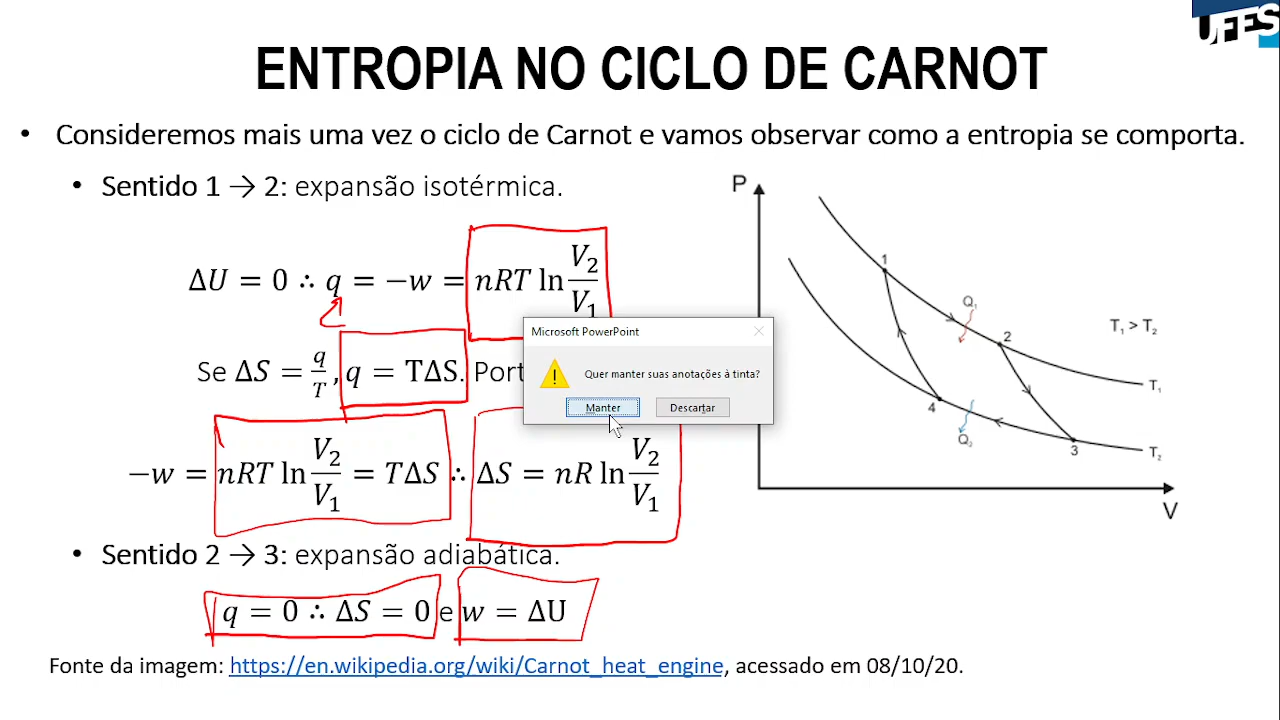 UFES
ENTROPIA NO CICLO DE CARNOT
• Consideremos mais uma vez o ciclo de Carnot e vamos observar como a entropia se comporta.
• Sentido 1 → 2: expansão isotérmica.
ΔU = 0 ∴ q = −w = nRT ln V₂/V₁
Se ΔS = q/T, q = TΔS. Port
−w = nRT ln V₂/V₁ = TΔS ∴ ΔS = nR ln V₂/V₁
• Sentido 2 → 3: expansão adiabática.
q = 0 ∴ ΔS = 0 e w = ΔU
Fonte da imagem: https://en.wikipedia.org/wiki/Carnot_heat_engine, acessado em 08/10/20.
P
1
Q₁
2
T₁ > T₂
T₁
4
Q₂
3
T₂
V
Microsoft PowerPoint
Quer manter suas anotações à tinta?
Manter
Descartar